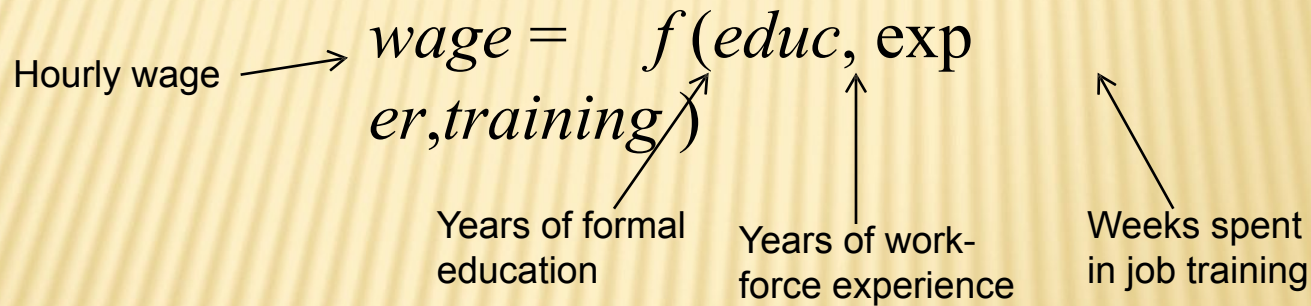 wage = f (educ, exp
Hourly wage
er,training )
Years of formal
education
Years of work-
force experience
Weeks spent
in job training